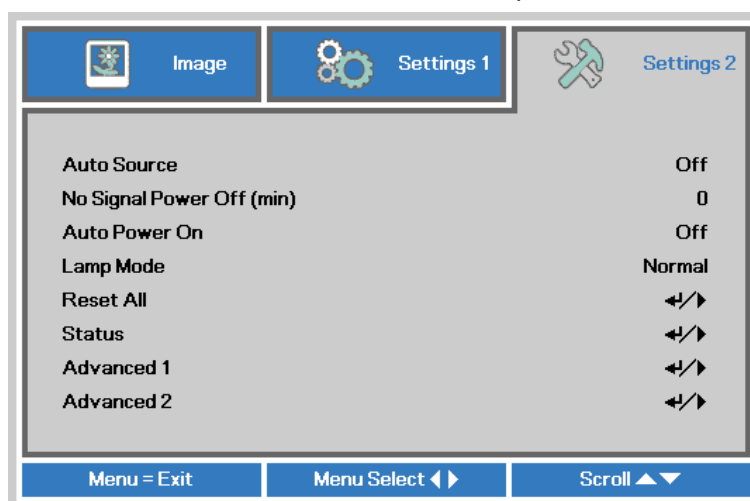 Image Settings 1 Settings 2
Auto Source Off
No Signal Power Off (min) 0
Auto Power On Off
Lamp Mode Normal
Reset All ↵/▶
Status ↵/▶
Advanced 1 ↵/▶
Advanced 2 ↵/▶
Menu = Exit Menu Select ◀▶ Scroll ▲▼